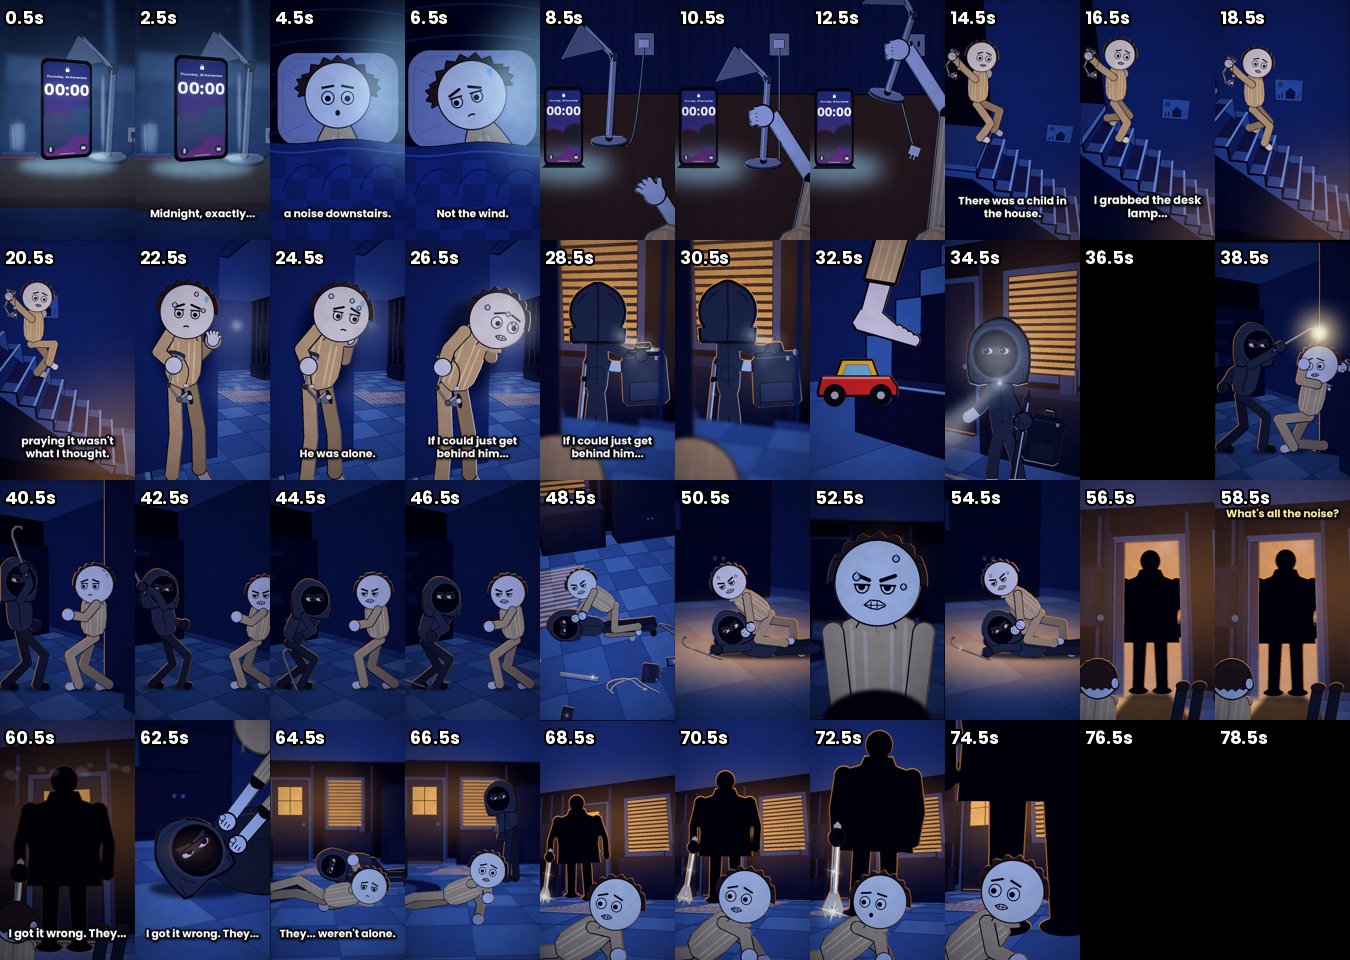 0.5s
2.5s
4.5s
6.5s
8.5s
10.5s
12.5s
14.5s
16.5s
18.5s
Thursday, 26 November
00:00
Thursday, 26 November
00:00
00:00
00:00
00:00
Midnight, exactly...
a noise downstairs.
Not the wind.
There was a child in
the house.
I grabbed the desk
lamp...
20.5s
22.5s
24.5s
26.5s
28.5s
30.5s
32.5s
34.5s
36.5s
38.5s
praying it wasn't
what I thought.
He was alone.
If I could just get
behind him...
If I could just get
behind him...
40.5s
42.5s
44.5s
46.5s
48.5s
50.5s
52.5s
54.5s
56.5s
58.5s
What's all the noise?
60.5s
62.5s
64.5s
66.5s
68.5s
70.5s
72.5s
74.5s
76.5s
78.5s
I got it wrong. They...
I got it wrong. They...
They... weren't alone.